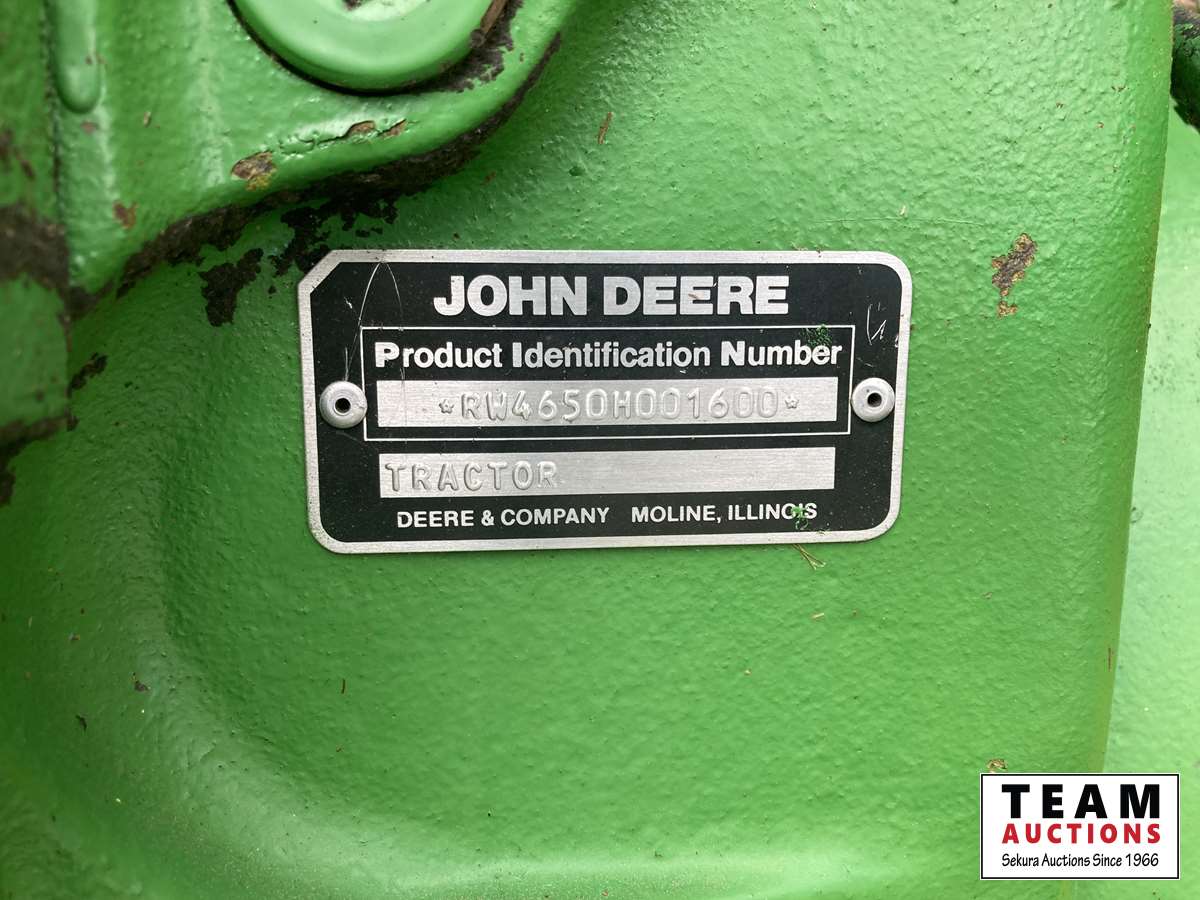 JOHN DEERE
Product Identification Number
*RW4650H001600*
TRACTOR
DEERE & COMPANY MOLINE, ILLINOIS
TEAM
AUCTIONS
Sekura Auctions Since 1966